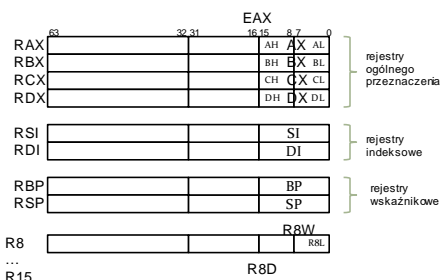 EAX
63 32 31 16 15 8 7 0
RAX AH AX AL
RBX BH BX BL
RCX CH CX CL
RDX DH DX DL
rejestry
ogólnego
przeznaczenia
RSI SI
RDI DI
rejestry
indeksowe
RBP BP
RSP SP
rejestry
wskaźnikowe
R8W
R8 R8L
...
R15
R8D